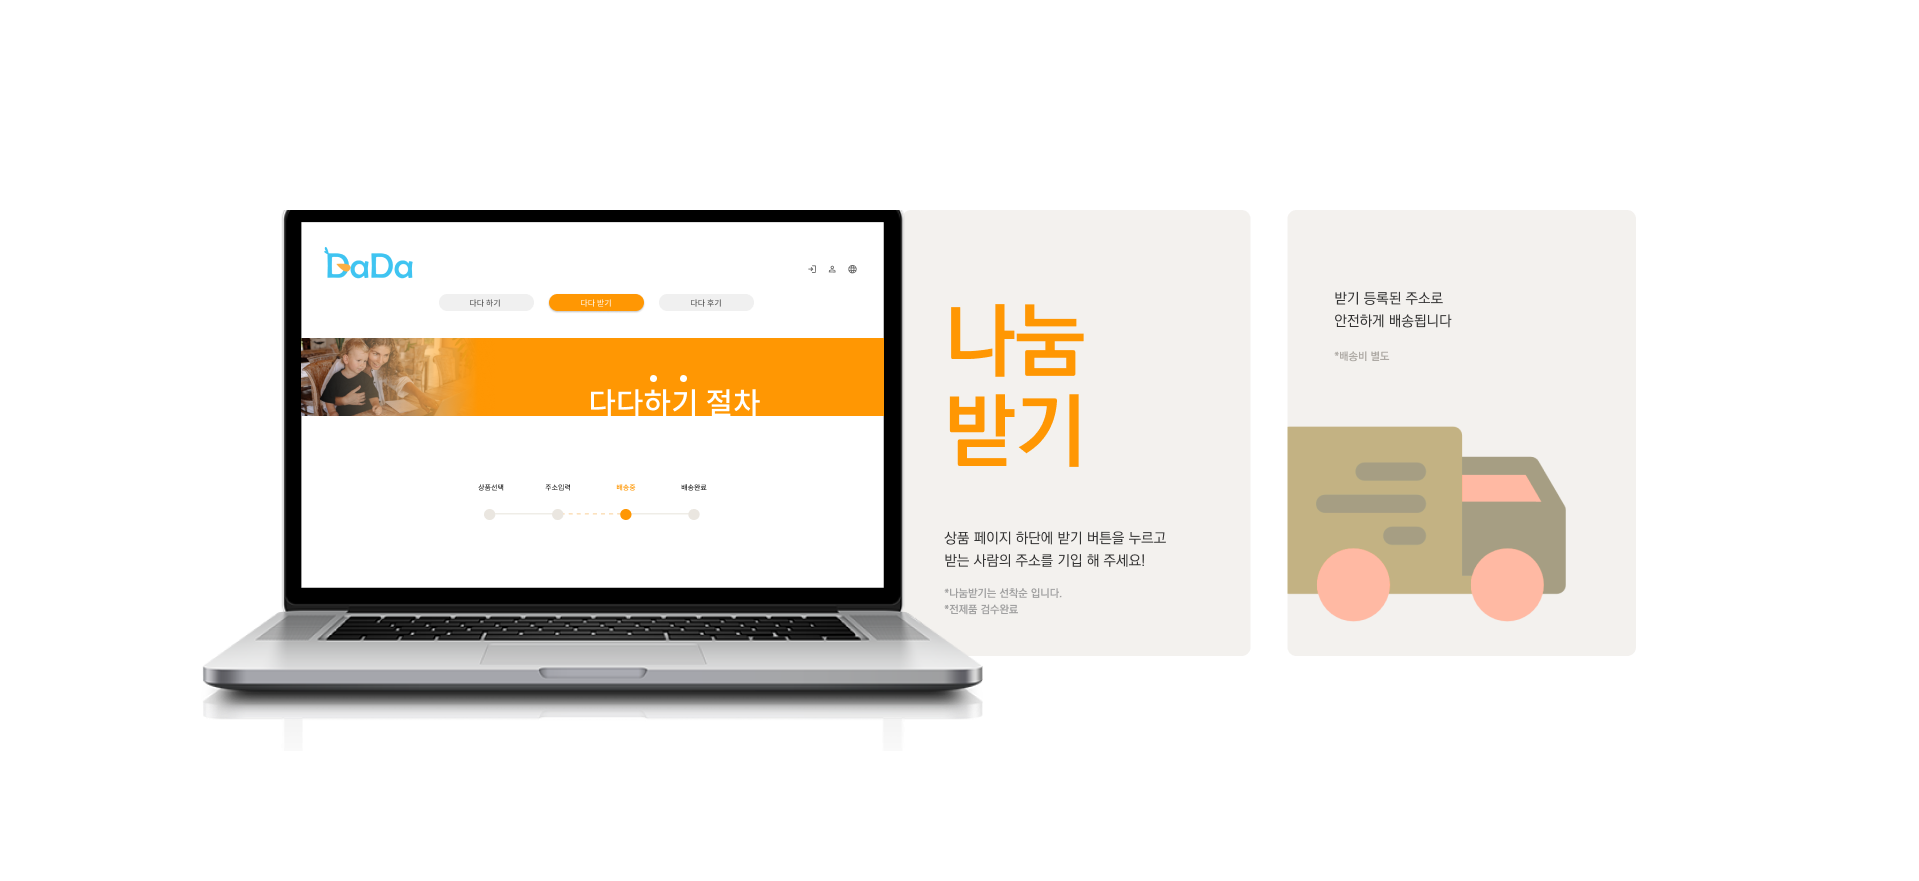 DaDa
다다 하기
다다 받기
다다 후기
다다하기 절차
상품선택
주소입력
배송중
배송완료
나눔
받기
상품 페이지 하단에 받기 버튼을 누르고
받는 사람의 주소를 기입 해 주세요!
*나눔받기는 선착순 입니다.
*전제품 검수완료
받기 등록된 주소로
안전하게 배송됩니다
*배송비 별도